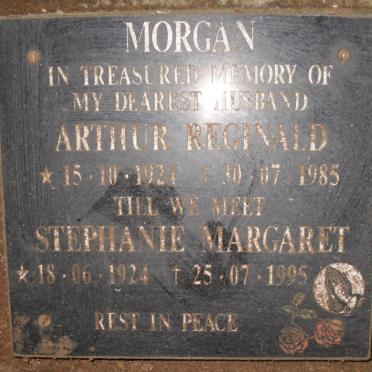 MORGAN
IN TREASURED MEMORY OF
MY DEAREST HUSBAND
ARTHUR REGINALD
★ 15·10·1924 † 30·07·1985
TILL WE MEET
STEPHANIE MARGARET
★ 18·06·1924 † 25·07·1995
REST IN PEACE